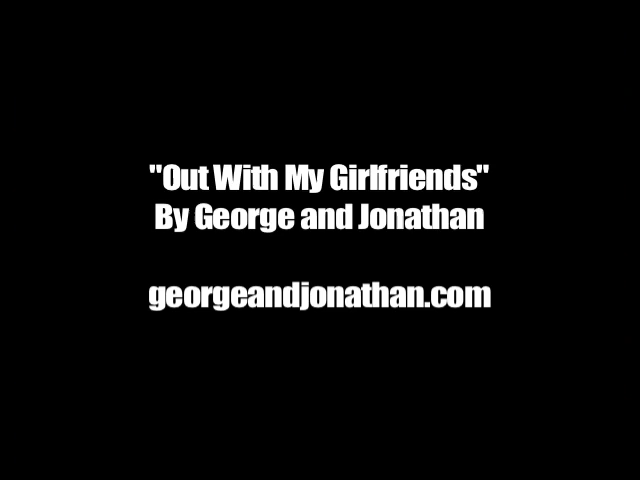 "Out With My Girlfriends"
By George and Jonathan
georgeandjonathan.com